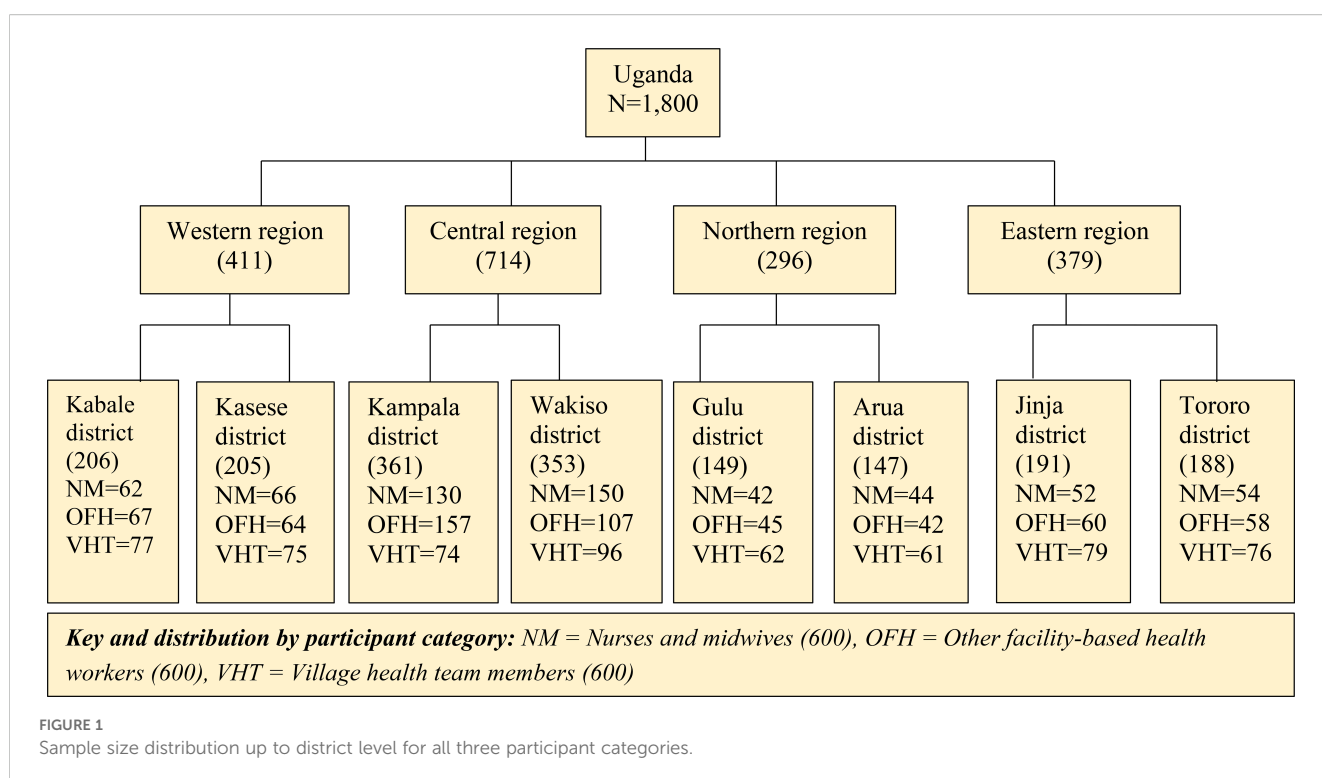 Uganda
N=1,800
Western region
(411)
Central region
(714)
Northern region
(296)
Eastern region
(379)
Kabale
district
(206)
NM=62
OFH=67
VHT=77
Kasese
district
(205)
NM=66
OFH=64
VHT=75
Kampala
district
(361)
NM=130
OFH=157
VHT=74
Wakiso
district
(353)
NM=150
OFH=107
VHT=96
Gulu
district
(149)
NM=42
OFH=45
VHT=62
Arua
district
(147)
NM=44
OFH=42
VHT=61
Jinja
district
(191)
NM=52
OFH=60
VHT=79
Tororo
district
(188)
NM=54
OFH=58
VHT=76
Key and distribution by participant category: NM = Nurses and midwives (600), OFH = Other facility-based health
workers (600), VHT = Village health team members (600)
FIGURE 1
Sample size distribution up to district level for all three participant categories.